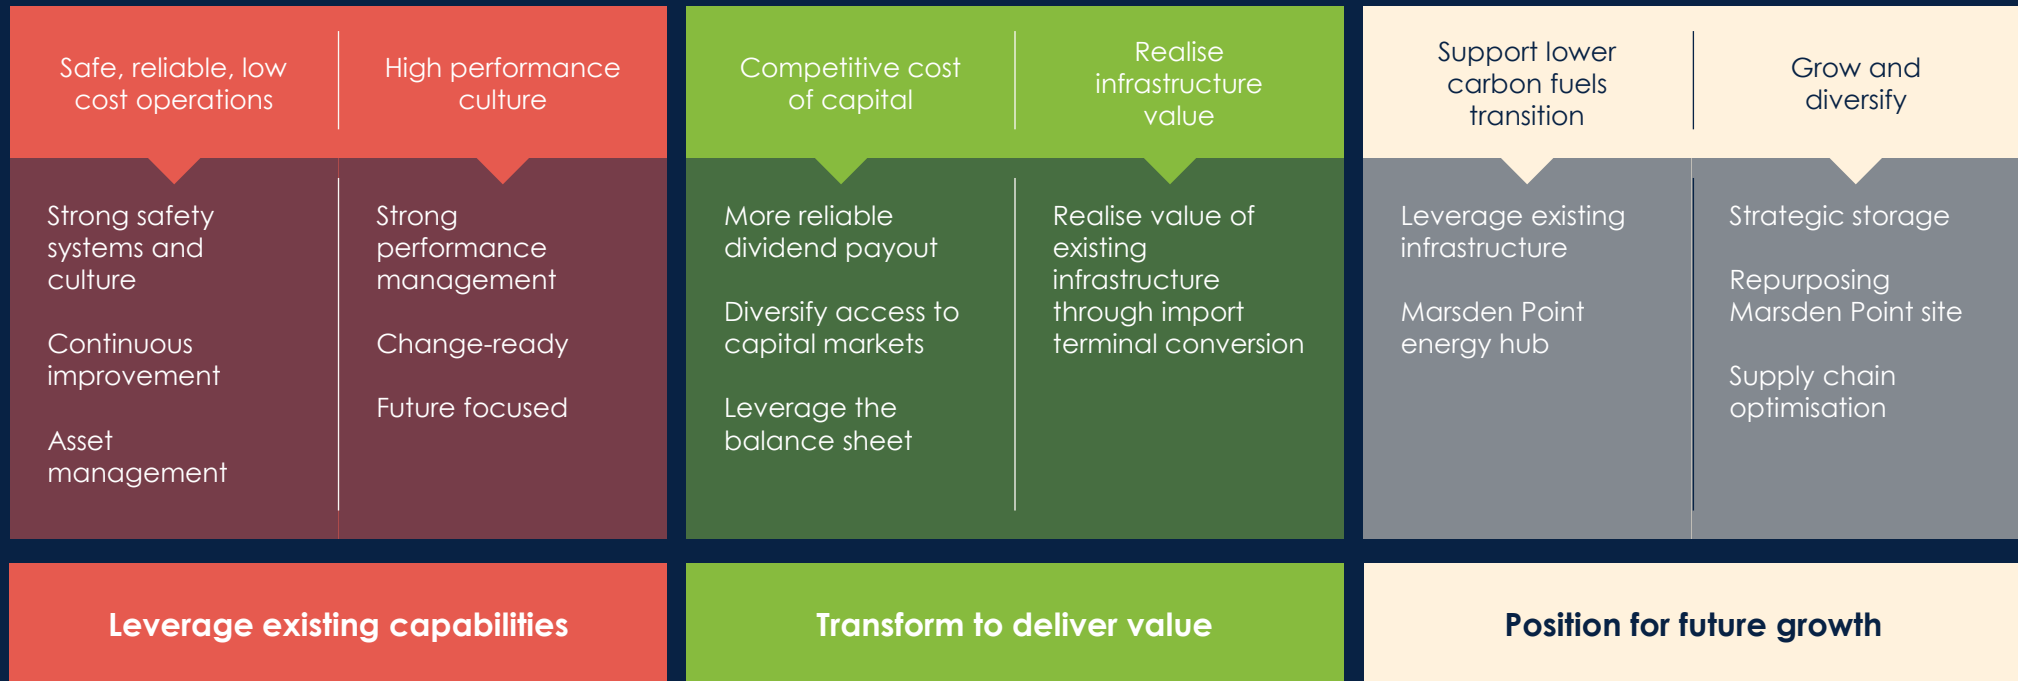 Safe, reliable, low
cost operations
High performance
culture
Competitive cost
of capital
Realise
infrastructure
value
Support lower
carbon fuels
transition
Grow and
diversify
Strong safety
systems and
culture
Continuous
improvement
Asset
management
Strong
performance
management
Change-ready
Future focused
More reliable
dividend payout
Diversify access to
capital markets
Leverage the
balance sheet
Realise value of
existing
infrastructure
through import
terminal conversion
Leverage existing
infrastructure
Marsden Point
energy hub
Strategic storage
Repurposing
Marsden Point site
Supply chain
optimisation
Leverage existing capabilities
Transform to deliver value
Position for future growth